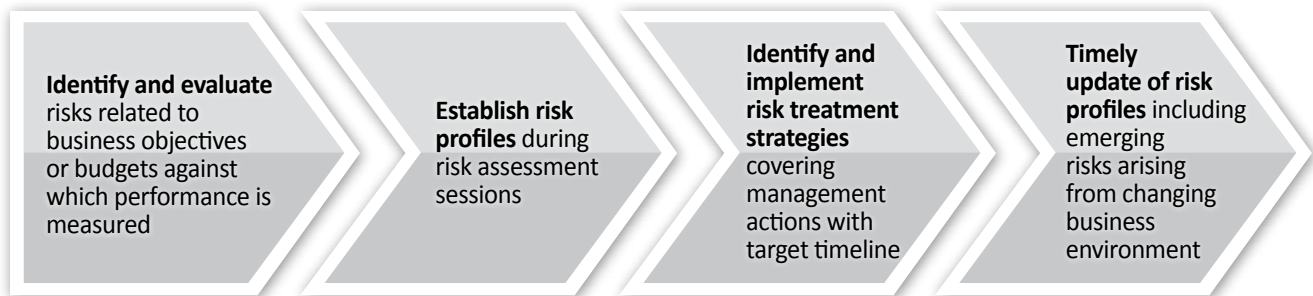 Identify and evaluate
risks related to
business objectives
or budgets against
which performance is
measured
Establish risk
profiles during
risk assessment
sessions
Identify and
implement
risk treatment
strategies
covering
management
actions with
target timeline
Timely
update of risk
profiles including
emerging
risks arising
from changing
business
environment